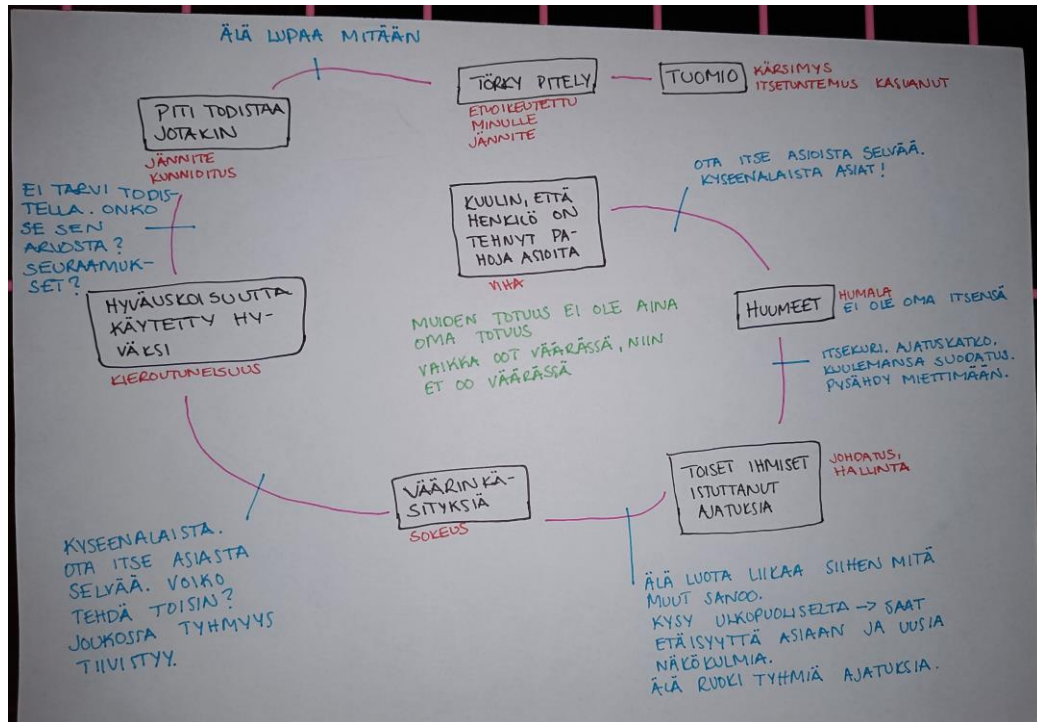 ÄLÄ LUPAA MITÄÄN
PITI TODISTAA
JOTAKIN
JÄNNITE
KUNNIOITUS
TÖRKY PITELY
ETUOIKEUTETTU
MINULLE
JÄNNITE
TUOMIO
KÄRSIMYS
ITSETUNTEMUS KASVANUT
EI TARVI TODIS-
TELLA. ONKO
SE SEN
ARVOSTA?
SEURAAMUK-
SET?
KUULIN, ETTÄ
HENKILÖ ON
TEHNYT PA-
HOJA ASIOITA
VIHA
OTA ITSE ASIOISTA SELVÄÄ.
KYSEENALAISTA ASIAT!
HYVÄUSKOISUUTTA
KÄYTETTY HY-
VÄKSI
KIEROUTUNEISUUS
MUIDEN TOTUUS EI OLE AINA
OMA TOTUUS
VAIKKA OOT VÄÄRÄSSÄ, NIIN
ET OO VÄÄRÄSSÄ
HUUMEET
HUMALA
EI OLE OMA ITSENSÄ
ITSEKURI. AJATUSKATKO.
KUULEMANSA SUODATUS.
PYSÄHDY MIETTIMÄÄN.
VÄÄRINKÄ-
SITYKSIÄ
SOKEUS
TOISET IHMISET
ISTUTTANUT
AJATUKSIA
JOHDATUS,
HALLINTA
KYSEENALAISTA.
OTA ITSE ASIASTA
SELVÄÄ. VOIKO
TEHDÄ TOISIN?
JOUKOSSA TYHMYYS
TIIVISTYY.
ÄLÄ LUOTA LIIKAA SIIHEN MITÄ
MUUT SANOO.
KYSY ULKOPUOLISELTA -> SAAT
ETÄISYYTTÄ ASIAAN JA UUSIA
NÄKÖKULMIA.
ÄLÄ RUOKI TYHMIÄ AJATUKSIA.